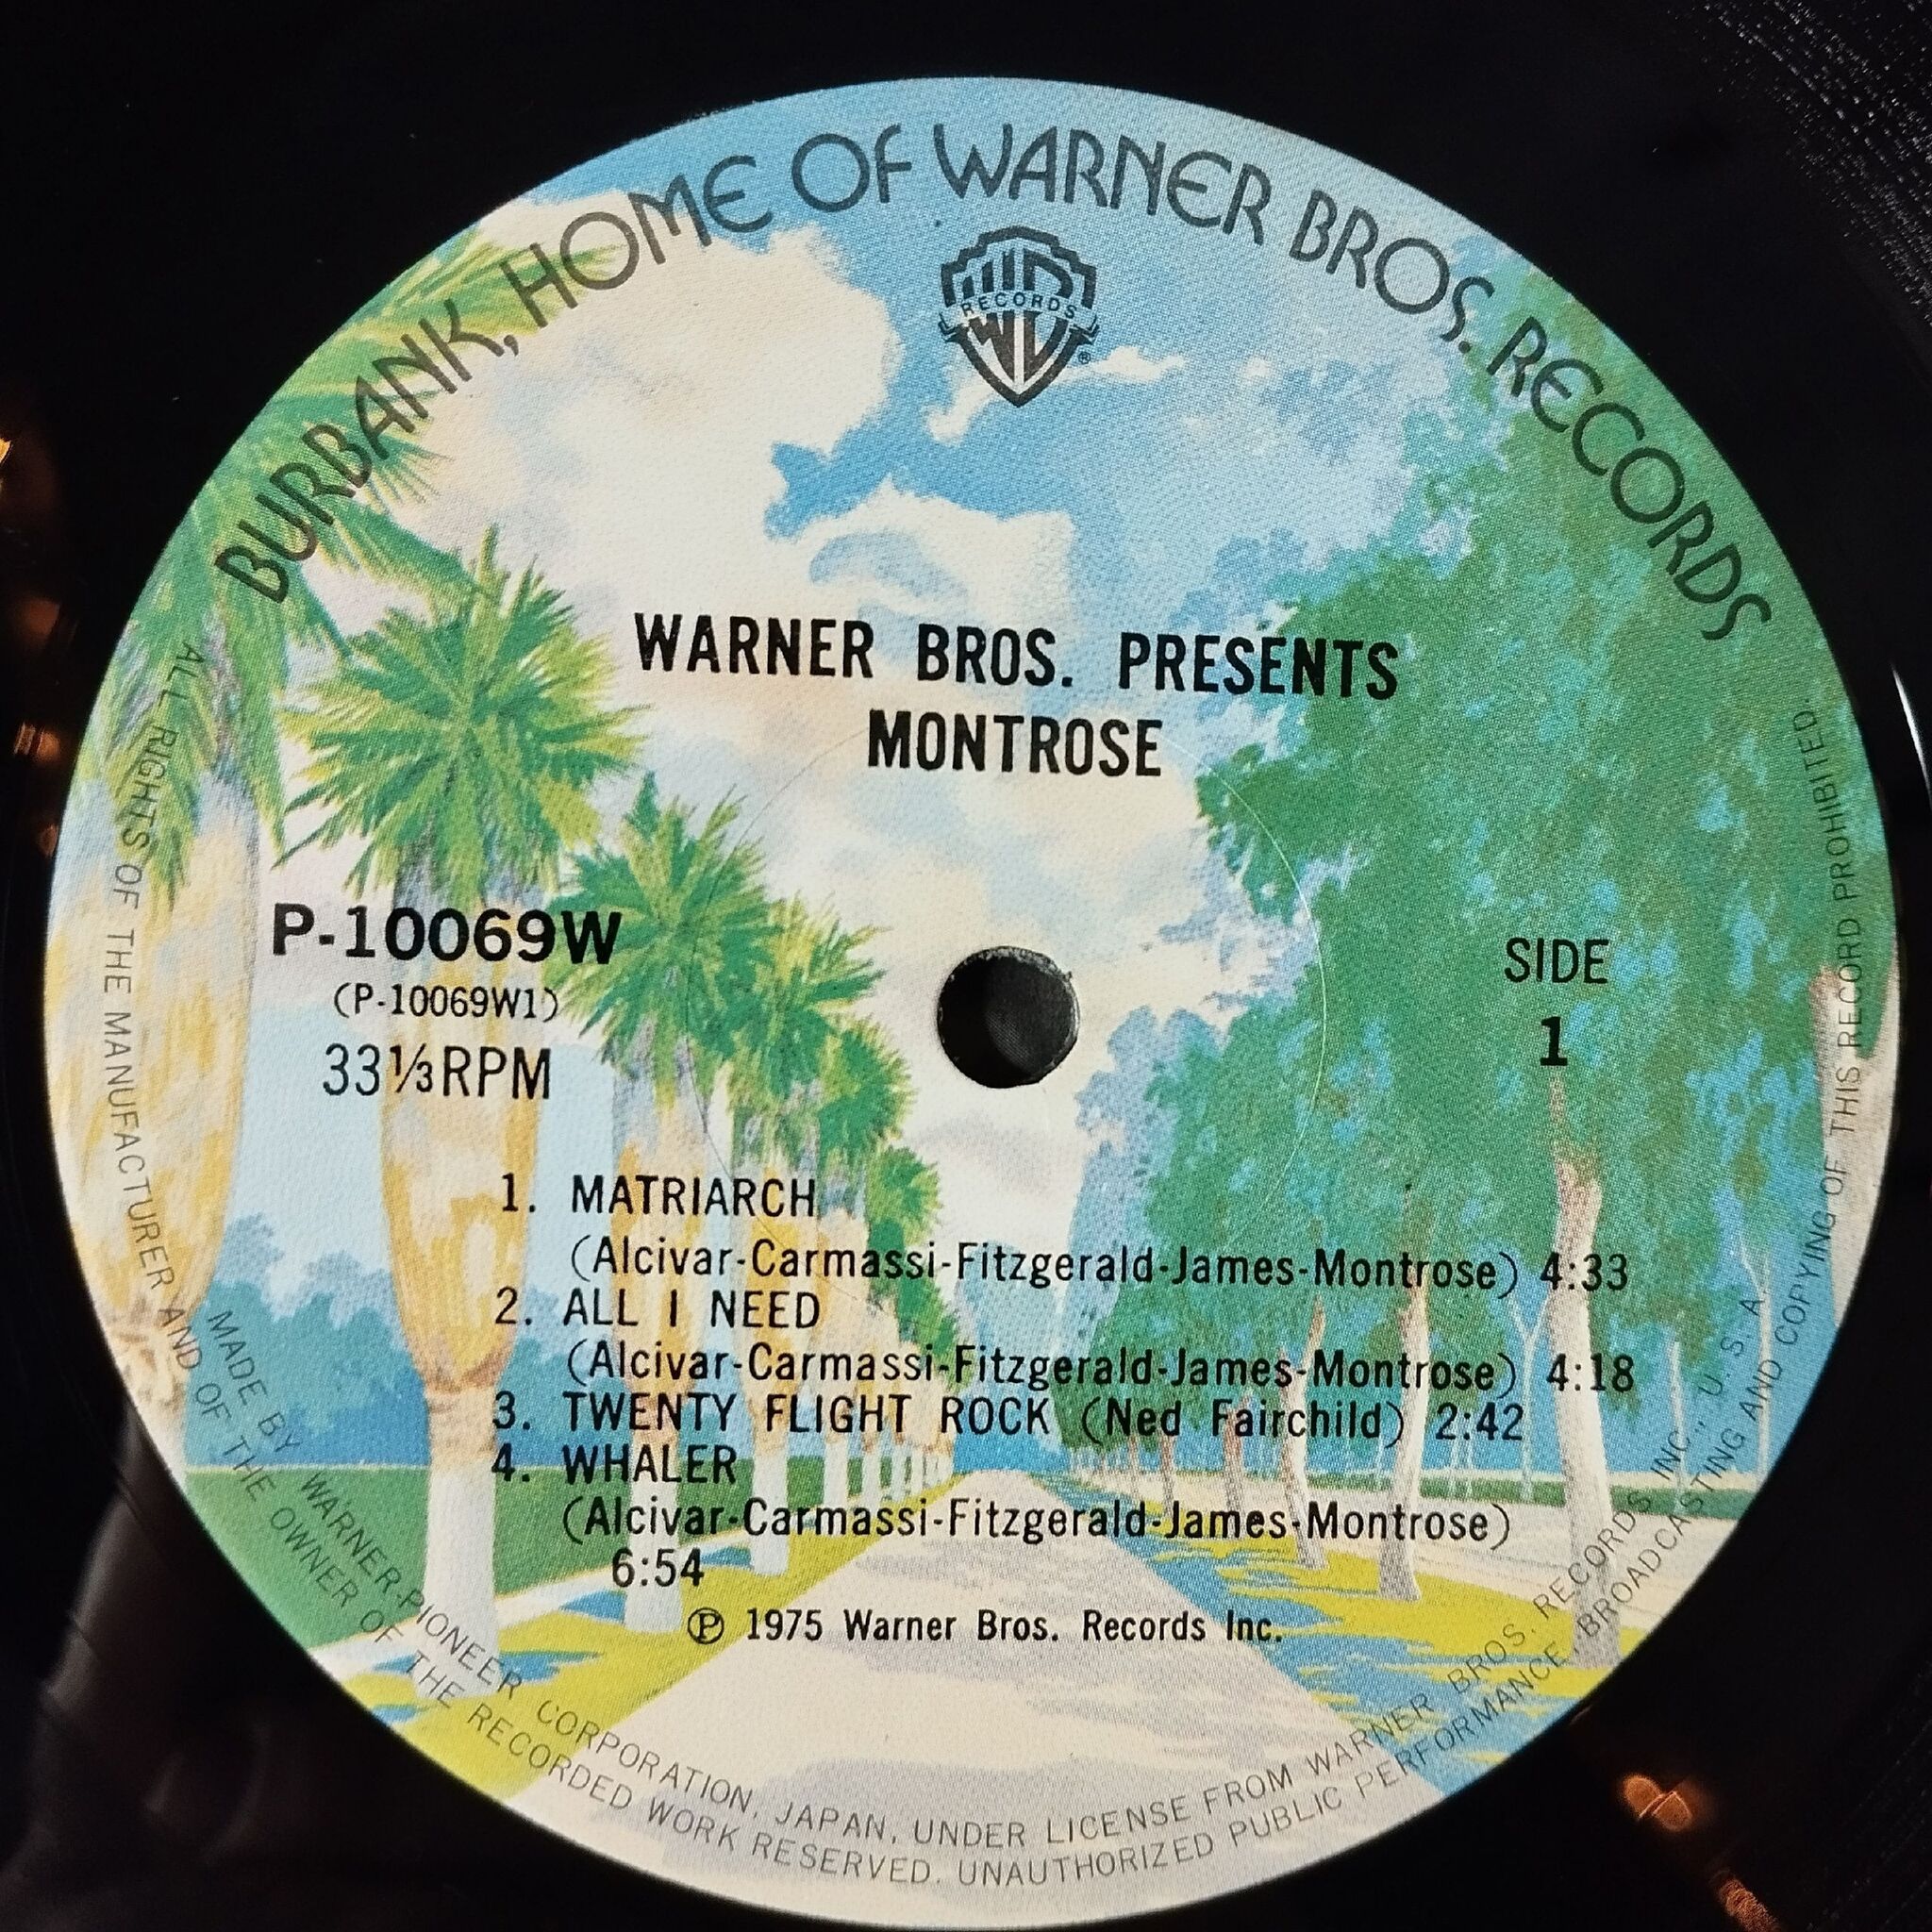 BURBANK, HOME OF WARNER BROS. RECORDS
WB
RECORDS
®
WARNER BROS. PRESENTS
MONTROSE
P-10069W
(P-10069W1)
33⅓RPM
SIDE
1
1. MATRIARCH
(Alcivar-Carmassi-Fitzgerald-James-Montrose) 4:33
2. ALL I NEED
(Alcivar-Carmassi-Fitzgerald-James-Montrose) 4:18
3. TWENTY FLIGHT ROCK (Ned Fairchild) 2:42
4. WHALER
(Alcivar-Carmassi-Fitzgerald-James-Montrose)
6:54
℗ 1975 Warner Bros. Records Inc.
MADE BY WARNER-PIONEER CORPORATION, JAPAN, UNDER LICENSE FROM WARNER BROS. RECORDS INC., U.S.A.
ALL RIGHTS OF THE MANUFACTURER AND OF THE OWNER OF THE RECORDED WORK RESERVED. UNAUTHORIZED PUBLIC PERFORMANCE, BROADCASTING AND COPYING OF THIS RECORD PROHIBITED.